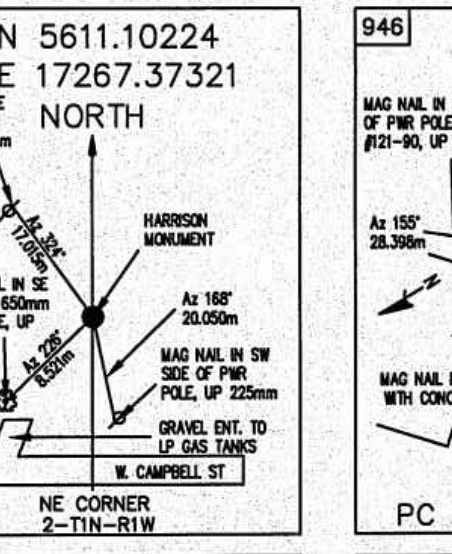 N 5611.10224
E 17267.37321
NORTH
Az 324°
17.015m
HARRISON
MONUMENT
L IN SE
650mm
E, UP
Az 226°
8.521m
Az 168°
20.050m
MAG NAIL IN SW
SIDE OF PWR
POLE, UP 225mm
GRAVEL ENT. TO
LP GAS TANKS
W. CAMPBELL ST
NE CORNER
2-T1N-R1W
946
MAG NAIL IN
OF PWR POLE
#121-90, UP
Az 155°
28.398m
N
MAG NAIL
WITH CONC
PC